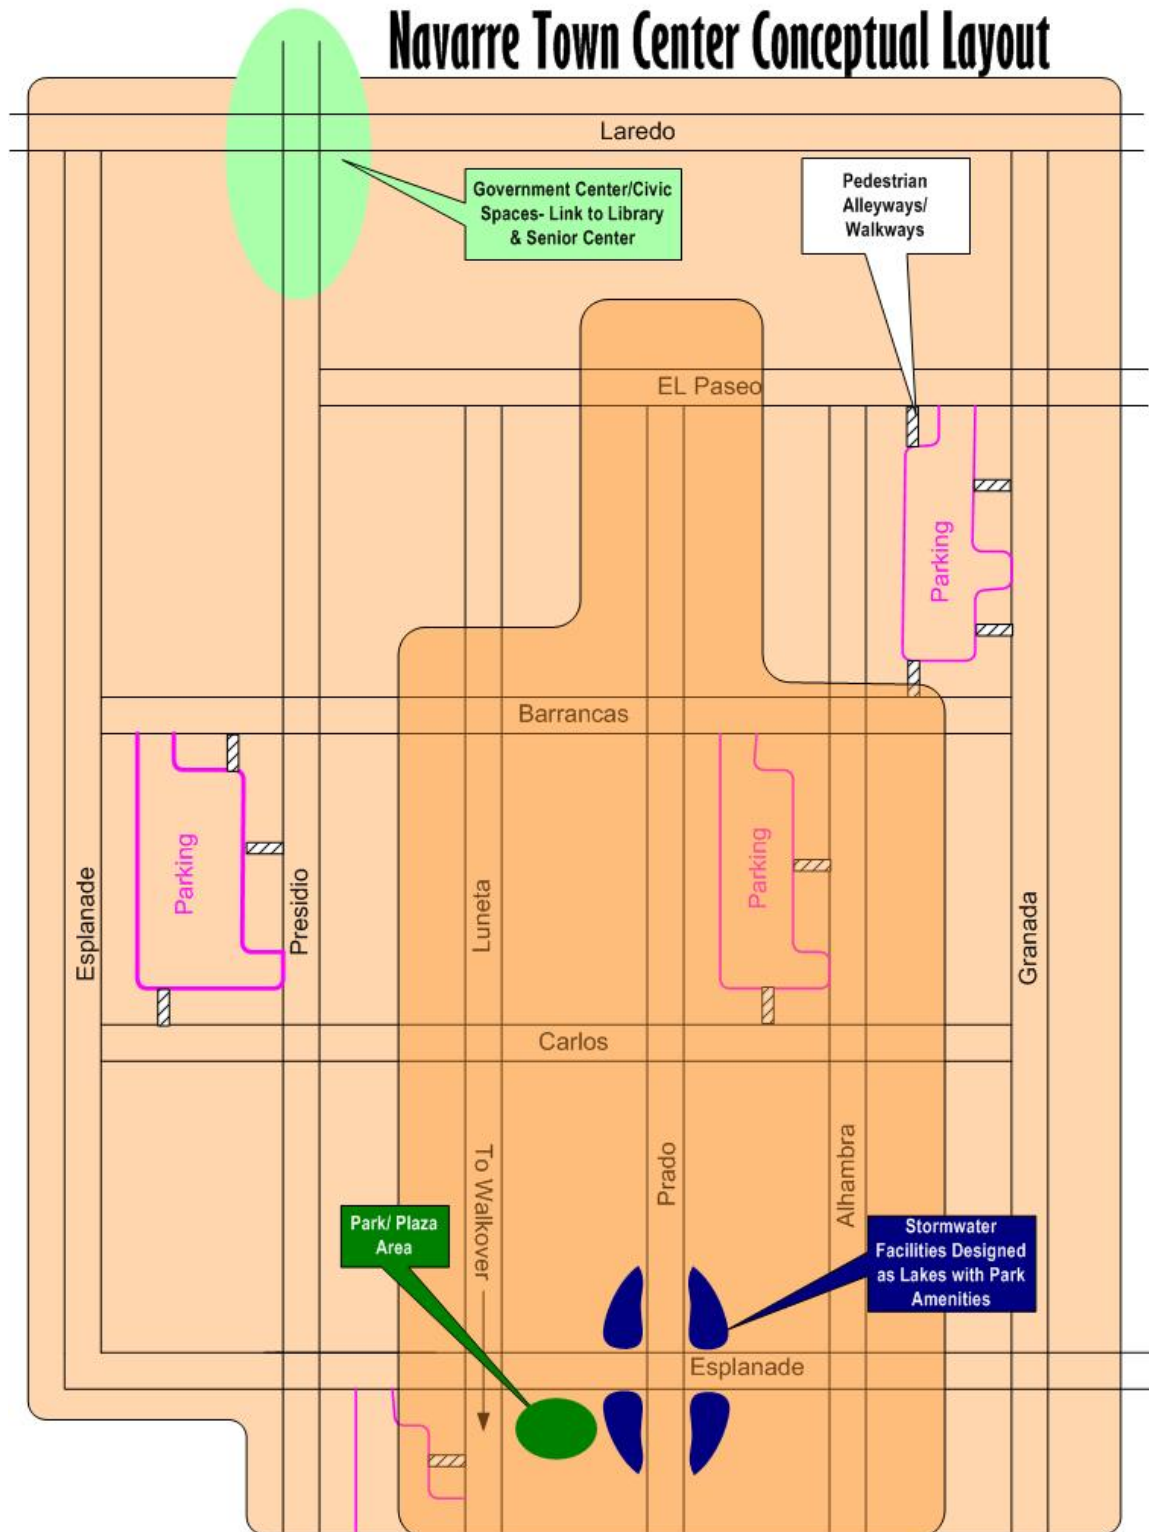 Navarre Town Center Conceptual Layout
Laredo
Government Center/Civic
Spaces- Link to Library
& Senior Center
Pedestrian
Alleyways/
Walkways
EL Paseo
Parking
Barrancas
Parking
Parking
Esplanade
Presidio
Luneta
Granada
Carlos
To Walkover
Prado
Alhambra
Park/ Plaza
Area
Stormwater
Facilities Designed
as Lakes with Park
Amenities
Esplanade